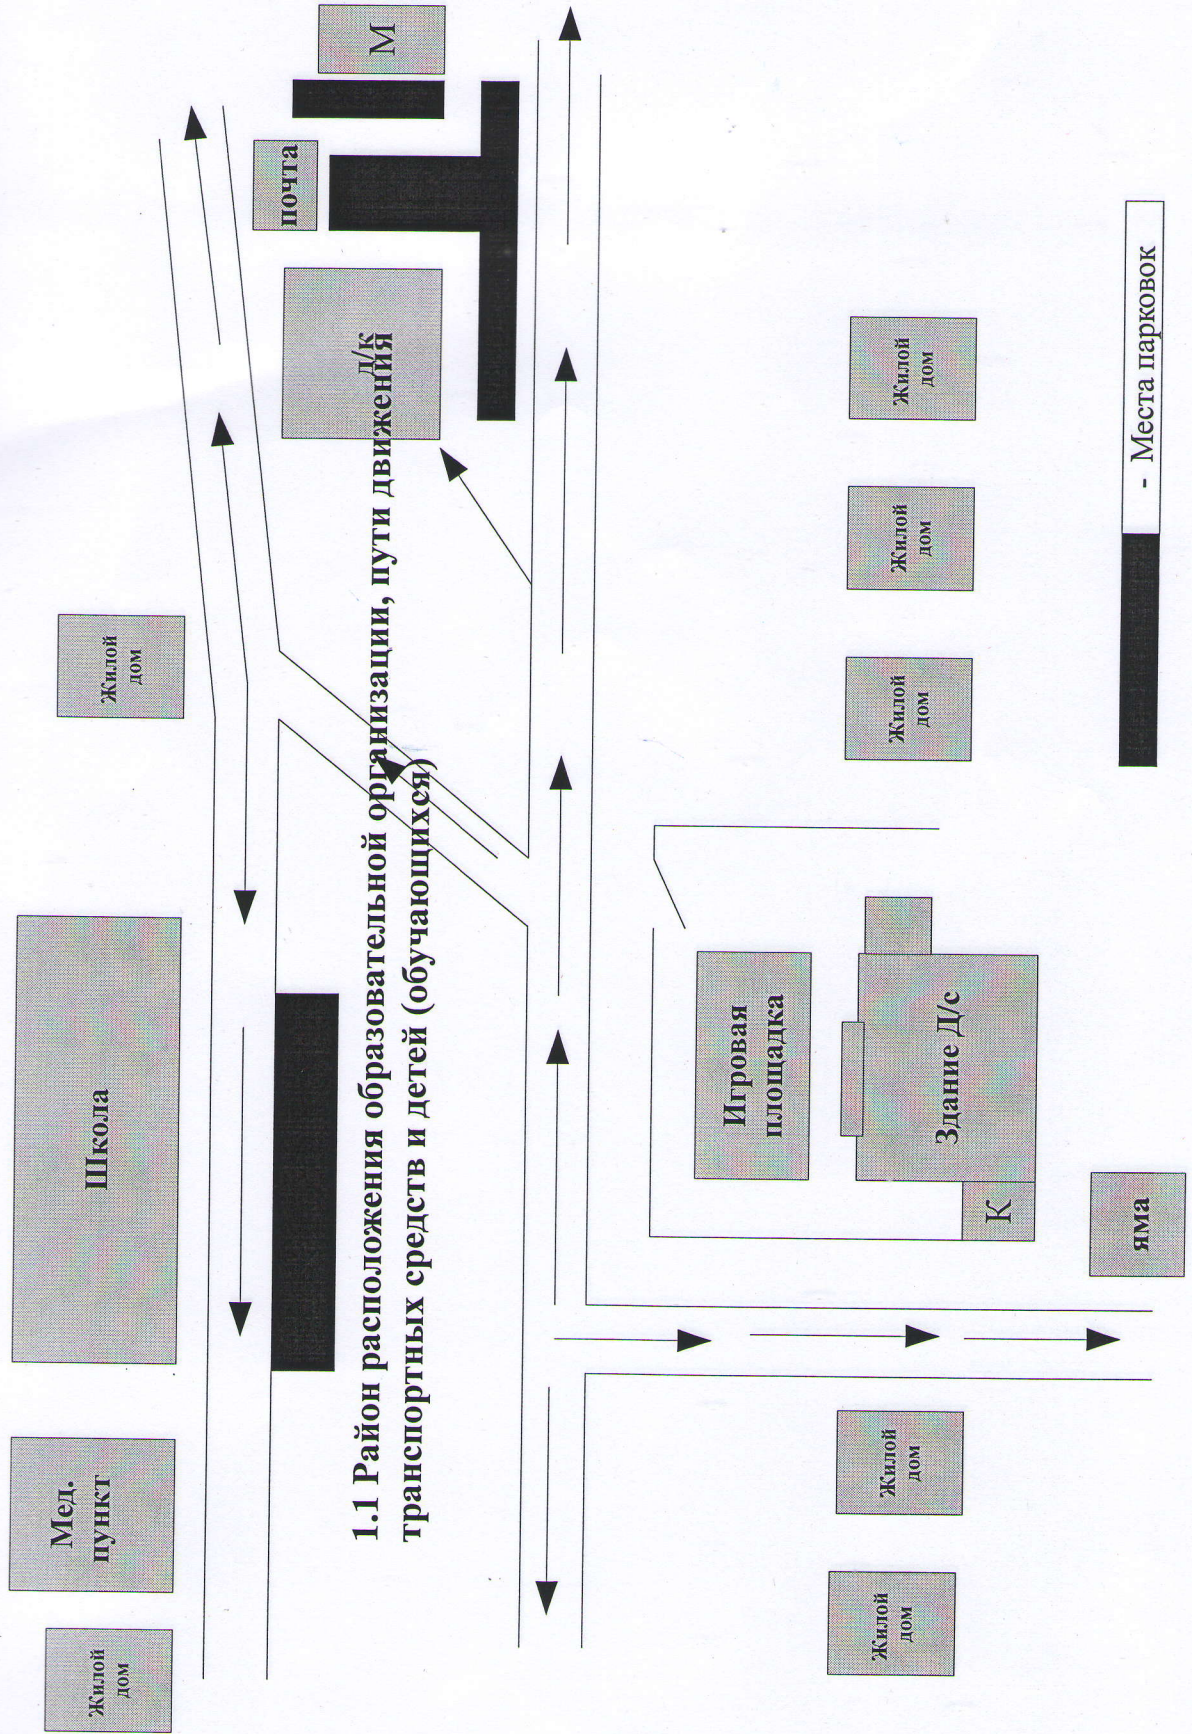 Жилой
дом
Мед.
пункт
Школа
Жилой
дом
1.1 Район расположения образовательной организации, пути движения
транспортных средств и детей (обучающихся)
д/к
почта
М
Игровая
площадка
Здание Д/с
К
яма
Жилой
дом
Жилой
дом
Жилой
дом
Жилой
дом
Жилой
дом
- Места парковок